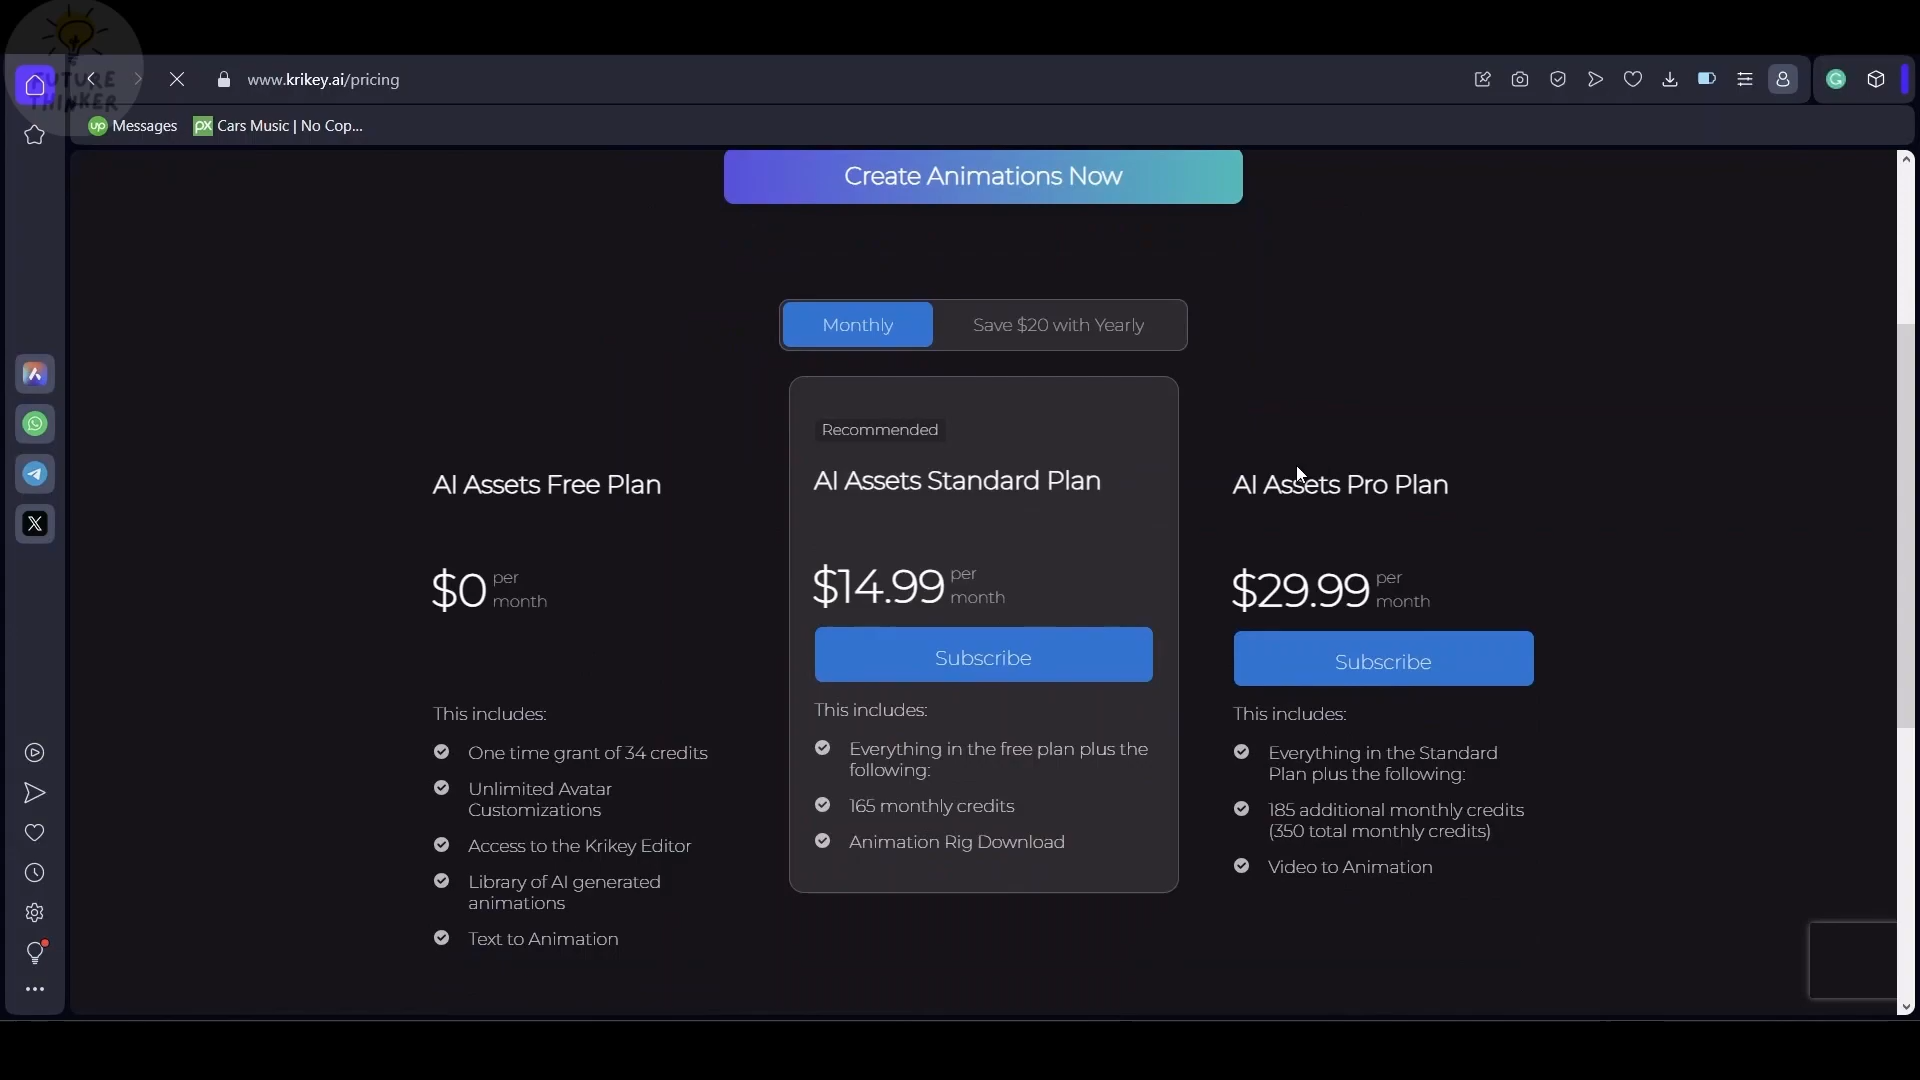 FUTURE
THINKER
www.krikey.ai/pricing
up Messages
px Cars Music | No Cop...
Create Animations Now
Monthly
Save $20 with Yearly
AI Assets Free Plan
$0 per
month
This includes:
One time grant of 34 credits
Unlimited Avatar
Customizations
Access to the Krikey Editor
Library of AI generated
animations
Text to Animation
Recommended
AI Assets Standard Plan
$14.99 per
month
Subscribe
This includes:
Everything in the free plan plus the
following:
165 monthly credits
Animation Rig Download
AI Assets Pro Plan
$29.99 per
month
Subscribe
This includes:
Everything in the Standard
Plan plus the following:
185 additional monthly credits
(350 total monthly credits)
Video to Animation